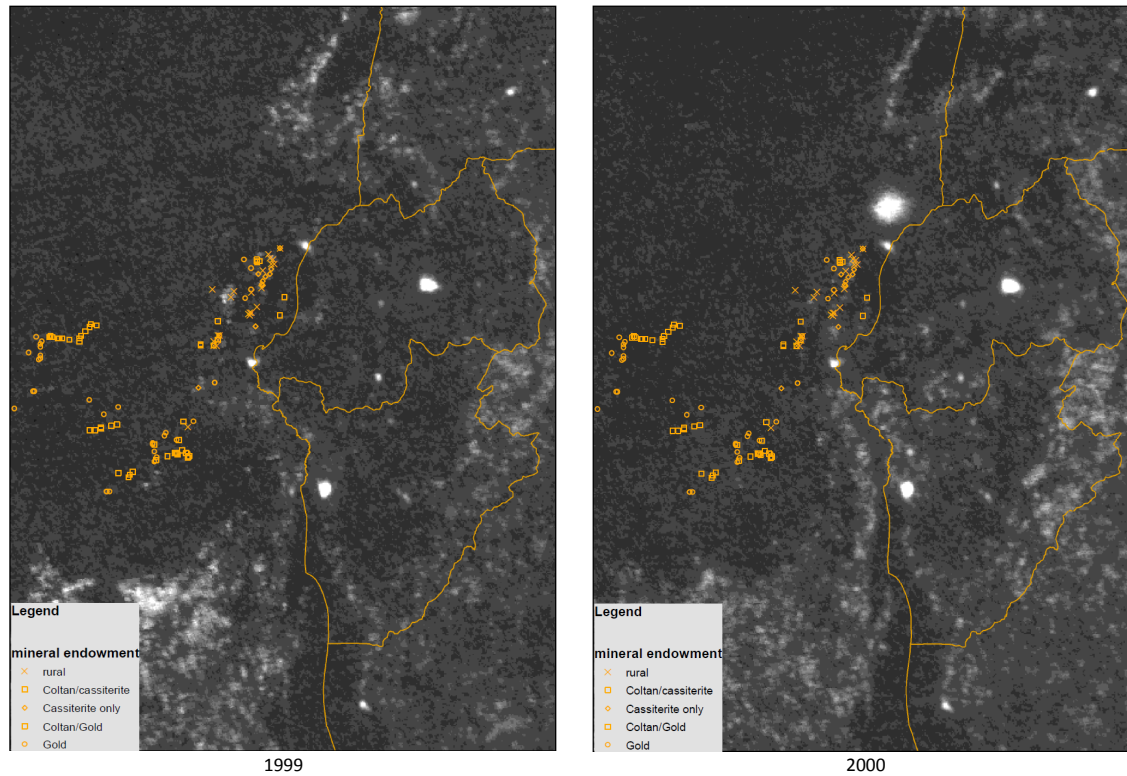 Legend
mineral endowment
rural
Coltan/cassiterite
Cassiterite only
Coltan/Gold
Gold
1999
Legend
mineral endowment
rural
Coltan/cassiterite
Cassiterite only
Coltan/Gold
Gold
2000